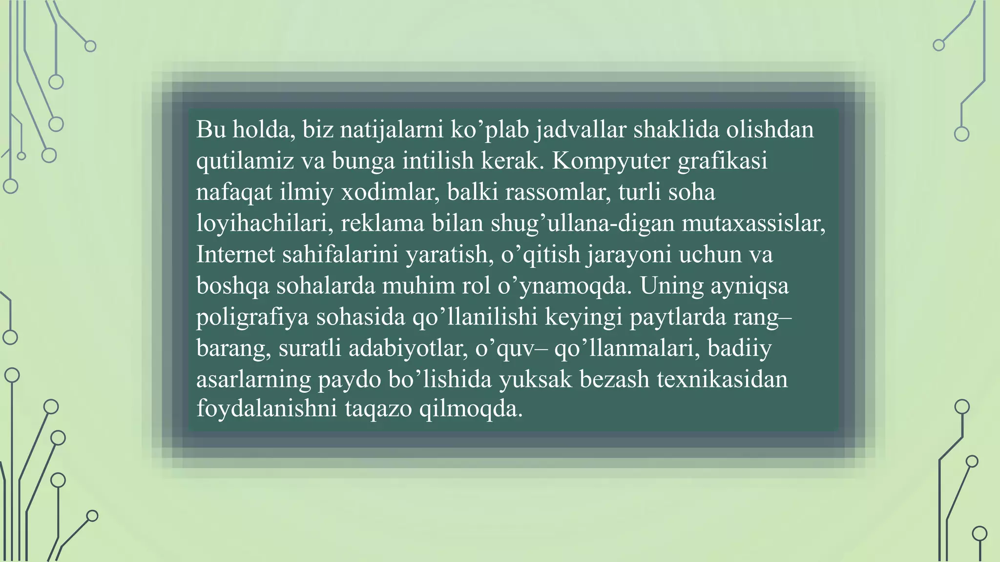 Bu holda, biz natijalarni ko’plab jadvallar shaklida olishdan
qutilamiz va bunga intilish kerak. Kompyuter grafikasi
nafaqat ilmiy xodimlar, balki rassomlar, turli soha
loyihachilari, reklama bilan shug’ullana-digan mutaxassislar,
Internet sahifalarini yaratish, o’qitish jarayoni uchun va
boshqa sohalarda muhim rol o’ynamoqda. Uning ayniqsa
poligrafiya sohasida qo’llanilishi keyingi paytlarda rang–
barang, suratli adabiyotlar, o’quv– qo’llanmalari, badiiy
asarlarning paydo bo’lishida yuksak bezash texnikasidan
foydalanishni taqazo qilmoqda.